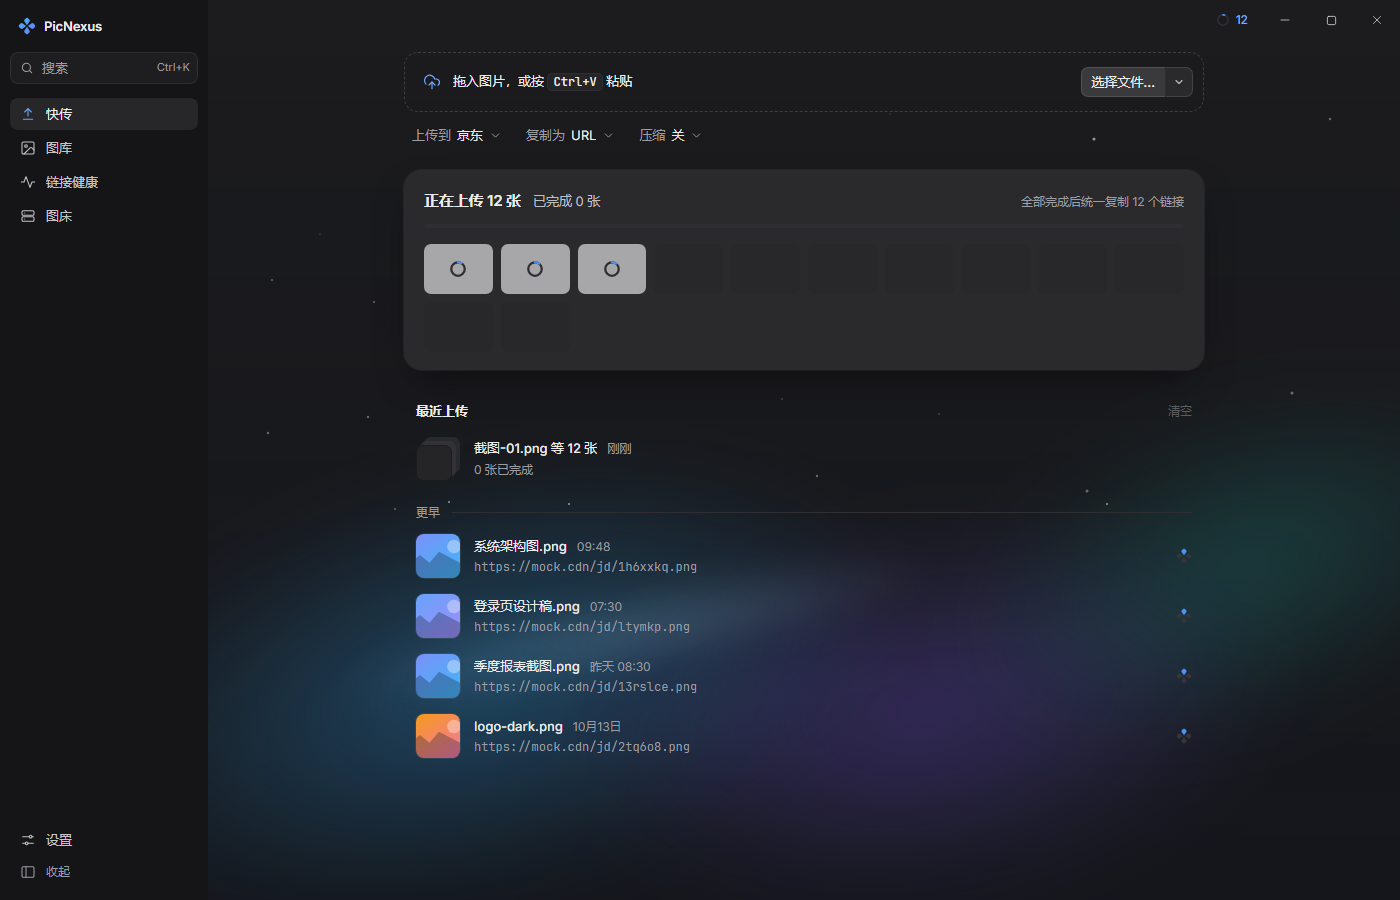 PicNexus
12
搜索 Ctrl+K
快传
图库
链接健康
图床
拖入图片，或按 Ctrl+V 粘贴
选择文件...
上传到 京东 复制为 URL 压缩 关
正在上传 12 张 已完成 0 张
全部完成后统一复制 12 个链接
最近上传
清空
截图-01.png 等 12 张 刚刚
0 张已完成
更早
系统架构图.png 09:48
https://mock.cdn/jd/1h6xxkq.png
登录页设计稿.png 07:30
https://mock.cdn/jd/ltymkp.png
季度报表截图.png 昨天 08:30
https://mock.cdn/jd/13rslce.png
logo-dark.png 10月13日
https://mock.cdn/jd/2tq6o8.png
设置
收起